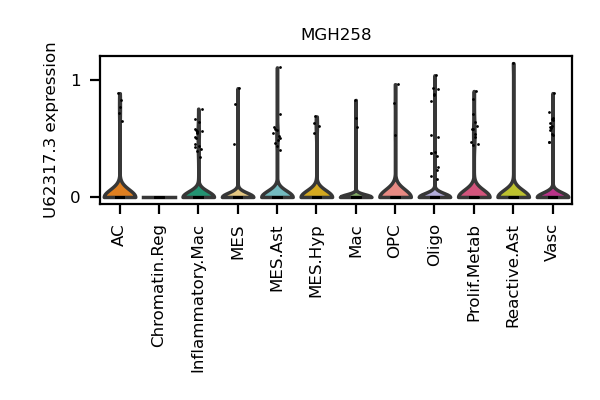 MGH258
U62317.3 expression
1
0
AC
Chromatin.Reg
Inflammatory.Mac
MES
MES.Ast
MES.Hyp
Mac
OPC
Oligo
Prolif.Metab
Reactive.Ast
Vasc